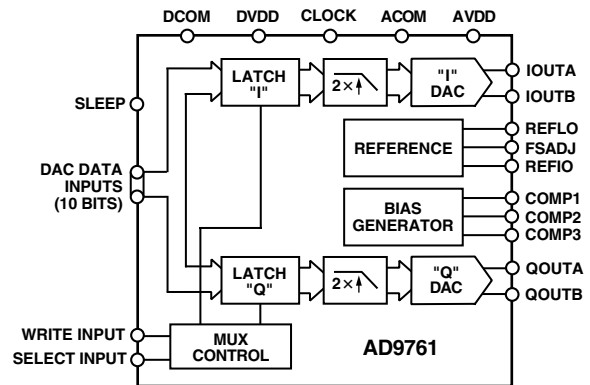 DCOM DVDD CLOCK ACOM AVDD
SLEEP
DAC DATA
INPUTS
(10 BITS)
WRITE INPUT
SELECT INPUT
LATCH
"I"
2×
"I"
DAC
IOUTA
IOUTB
REFERENCE
REFLO
FSADJ
REFIO
BIAS
GENERATOR
COMP1
COMP2
COMP3
LATCH
"Q"
2×
"Q"
DAC
QOUTA
QOUTB
MUX
CONTROL
AD9761